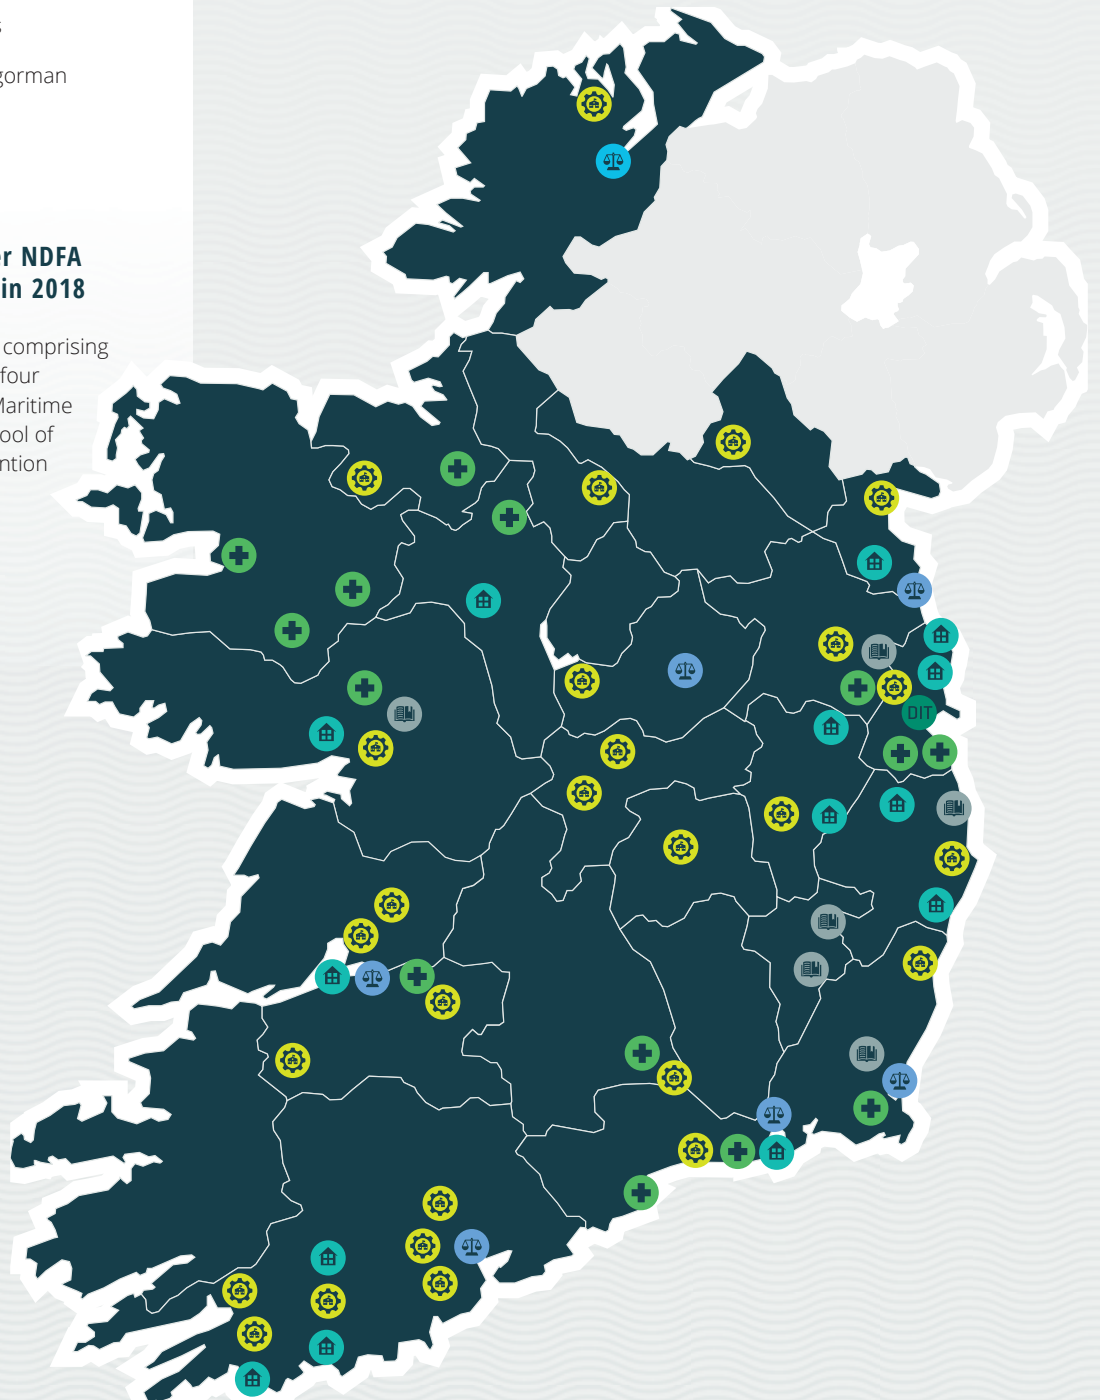 gorman
r NDFA
in 2018
comprising
four
Maritime
ool of
ntion
DIT